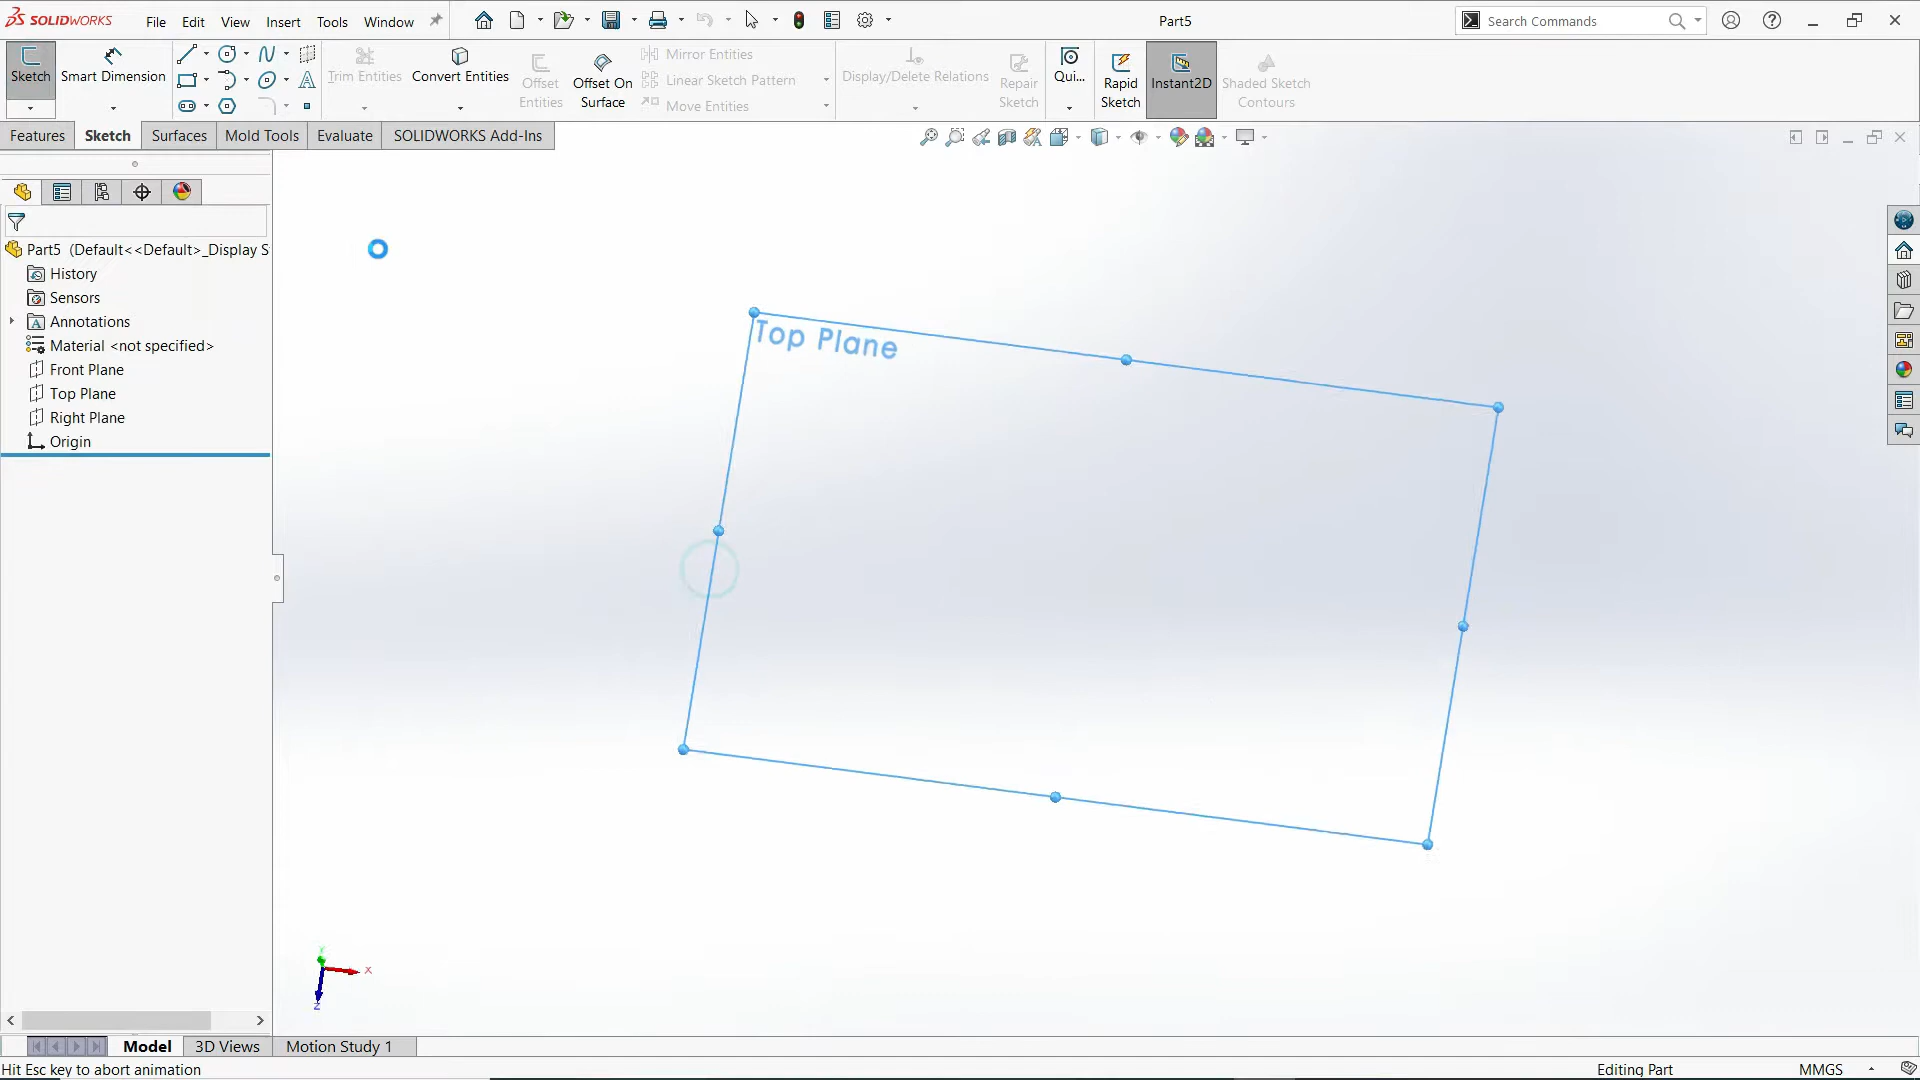 SOLIDWORKS File Edit View Insert Tools Window Part5 Search Commands
Sketch Smart Dimension Trim Entities Convert Entities Offset Entities Offset On Surface Mirror Entities Linear Sketch Pattern Move Entities Display/Delete Relations Repair Sketch Qui... Rapid Sketch Instant2D Shaded Sketch Contours
Features Sketch Surfaces Mold Tools Evaluate SOLIDWORKS Add-Ins
Part5 (Default<<Default>_Display S
History
Sensors
Annotations
Material <not specified>
Front Plane
Top Plane
Right Plane
Origin
Top Plane
Y
X
Z
Model 3D Views Motion Study 1
Hit Esc key to abort animation Editing Part MMGS